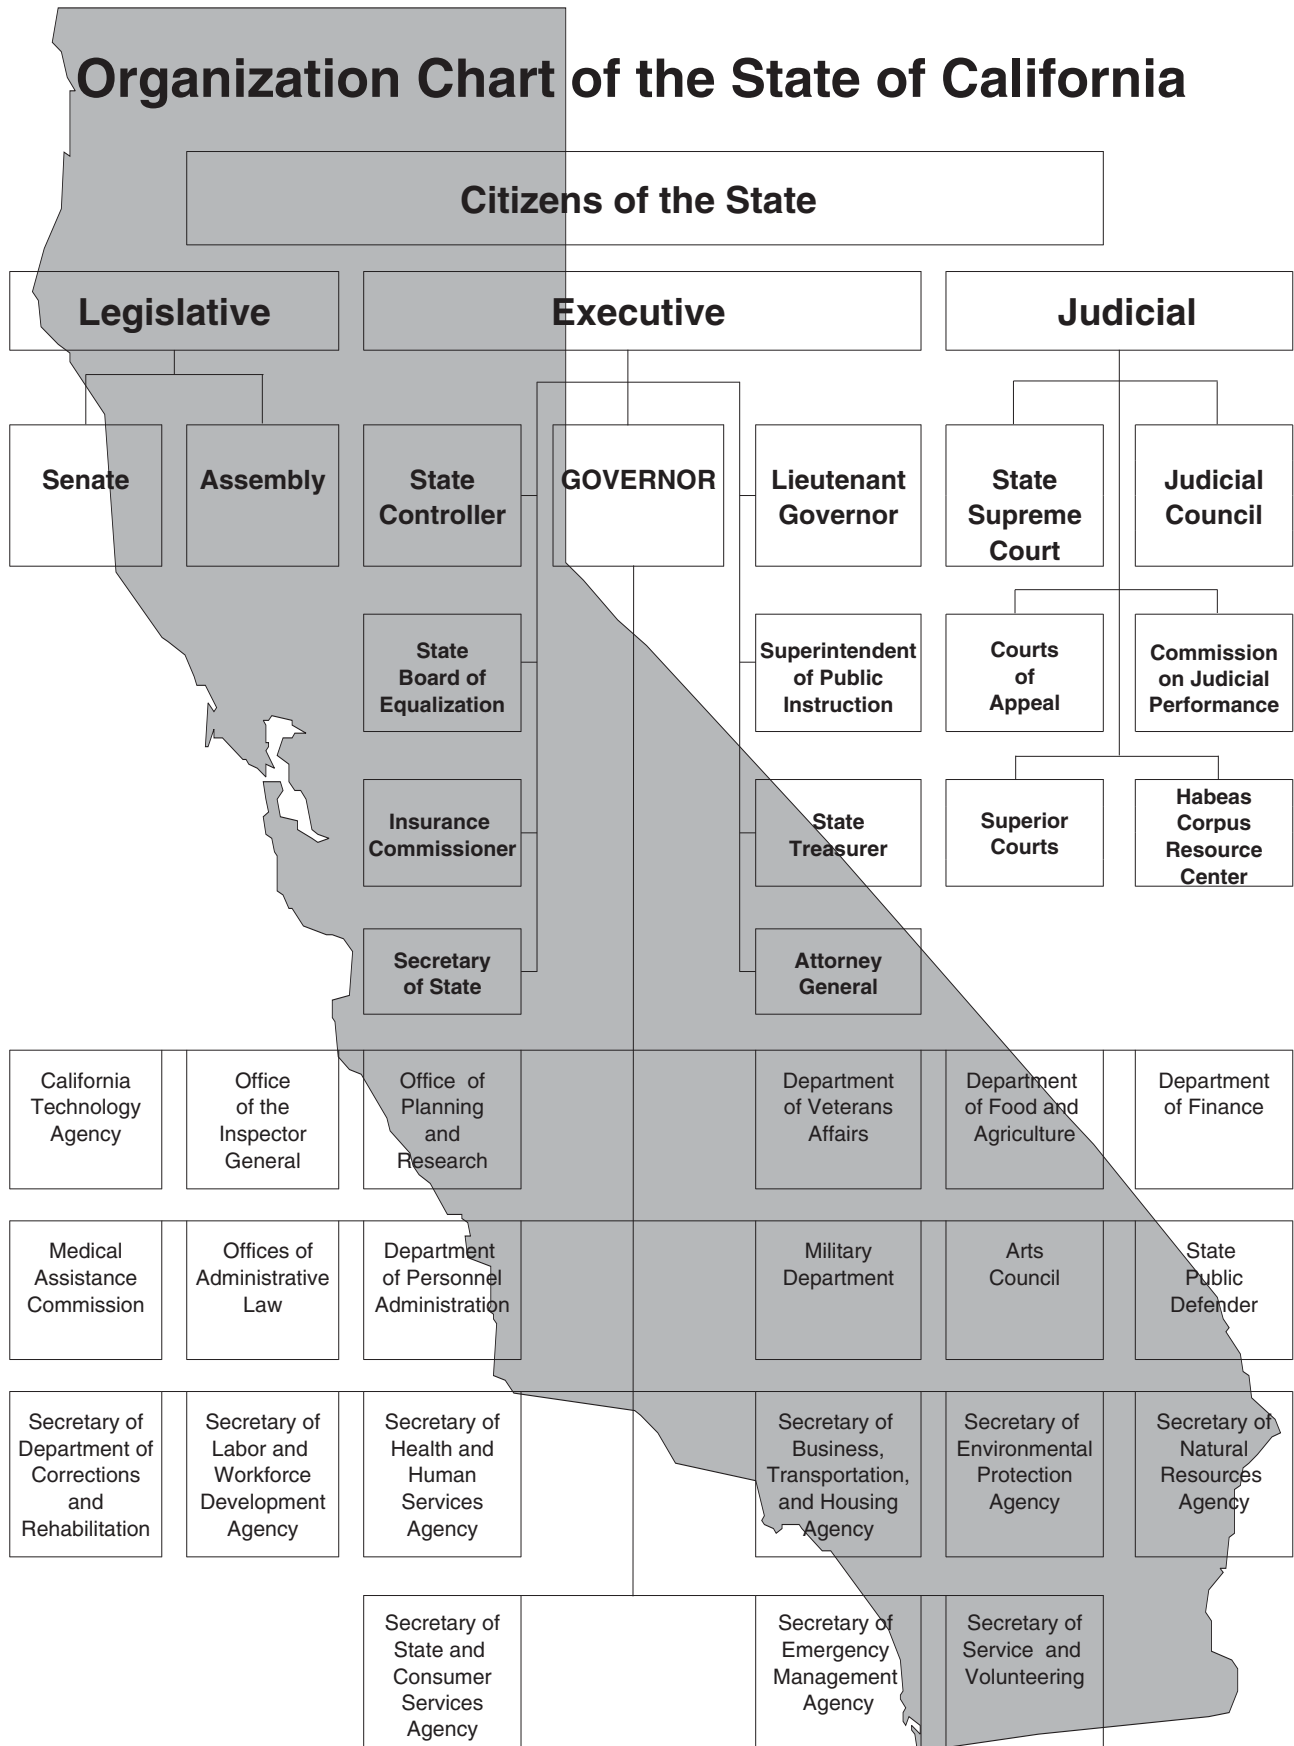 Organization Chart of the State of California
Citizens of the State
Legislative
Executive
Judicial
Senate
Assembly
State
Controller
GOVERNOR
Lieutenant
Governor
State
Supreme
Court
Judicial
Council
State
Board of
Equalization
Superintendent
of Public
Instruction
Courts
of
Appeal
Commission
on Judicial
Performance
Insurance
Commissioner
State
Treasurer
Superior
Courts
Habeas
Corpus
Resource
Center
Secretary
of State
Attorney
General
California
Technology
Agency
Office
of the
Inspector
General
Office of
Planning
and
Research
Department
of Veterans
Affairs
Department
of Food and
Agriculture
Department
of Finance
Medical
Assistance
Commission
Offices of
Administrative
Law
Department
of Personnel
Administration
Military
Department
Arts
Council
State
Public
Defender
Secretary of
Department of
Corrections
and
Rehabilitation
Secretary of
Labor and
Workforce
Development
Agency
Secretary of
Health and
Human
Services
Agency
Secretary of
Business,
Transportation,
and Housing
Agency
Secretary of
Environmental
Protection
Agency
Secretary of
Natural
Resources
Agency
Secretary of
State and
Consumer
Services
Agency
Secretary of
Emergency
Management
Agency
Secretary of
Service and
Volunteering